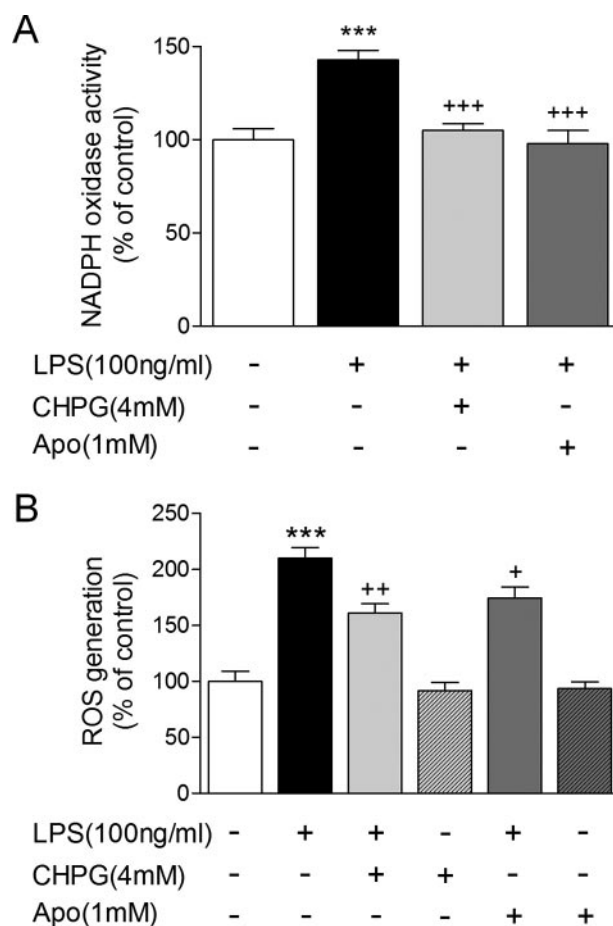 A
NADPH oxidase activity
(% of control)
150
100
50
0
***
+++
+++
LPS(100ng/ml) - + + +
CHPG(4mM) - - + -
Apo(1mM) - - - +
B
ROS generation
(% of control)
250
200
150
100
50
0
***
++
+
LPS(100ng/ml) - + + - + -
CHPG(4mM) - - + + - -
Apo(1mM) - - - - + +